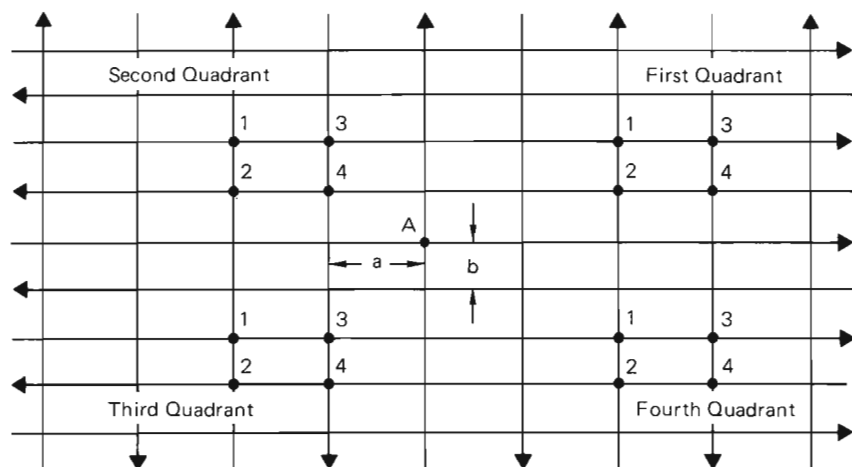 Second Quadrant First Quadrant
1 3 1 3
2 4 2 4
A
a b
1 3 1 3
2 4 2 4
Third Quadrant Fourth Quadrant